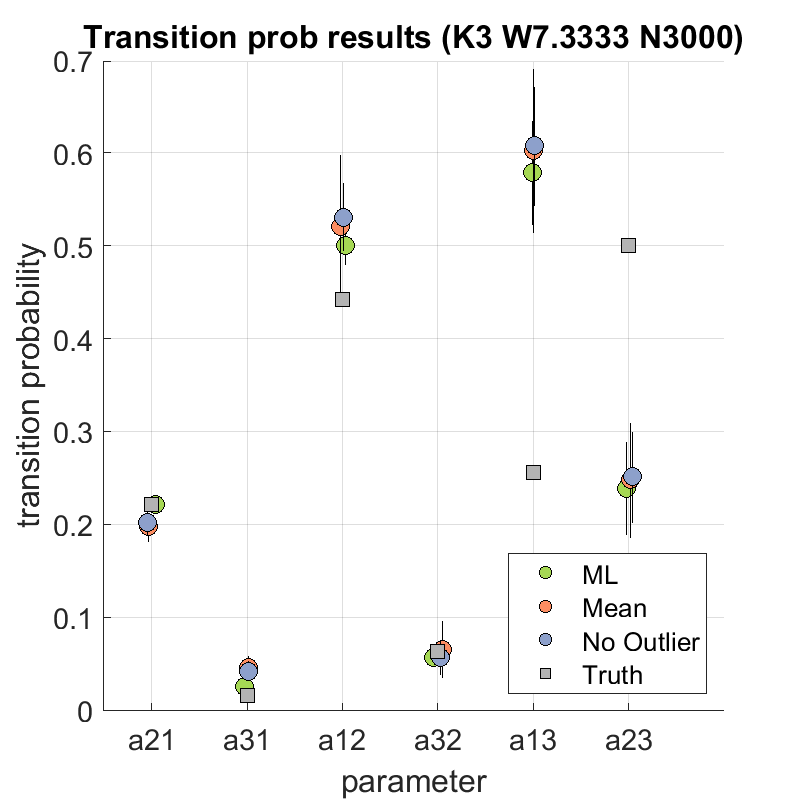 Transition prob results (K3 W7.3333 N3000)
0.7
0.6
0.5
0.4
0.3
0.2
0.1
0
transition probability
ML
Mean
No Outlier
Truth
a21 a31 a12 a32 a13 a23
parameter